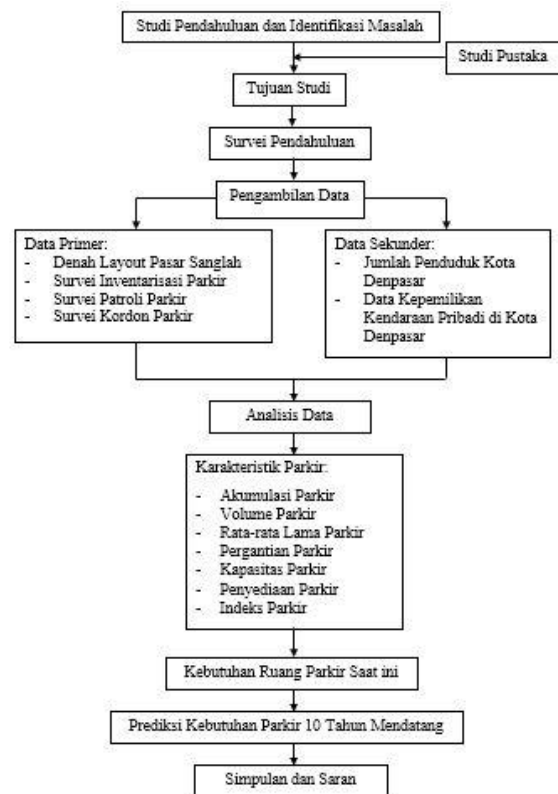 Studi Pendahuluan dan Identifikasi Masalah
Studi Pustaka
Tujuan Studi
Survei Pendahuluan
Pengambilan Data
Data Primer:
- Denah Layout Pasar Sanglah
- Survei Inventarisasi Parkir
- Survei Patroli Parkir
- Survei Kordon Parkir
Data Sekunder:
- Jumlah Penduduk Kota
Denpasar
- Data Kepemilikan
Kendaraan Pribadi di Kota
Denpasar
Analisis Data
Karakteristik Parkir:
- Akumulasi Parkir
- Volume Parkir
- Rata-rata Lama Parkir
- Pergantian Parkir
- Kapasitas Parkir
- Penyediaan Parkir
- Indeks Parkir
Kebutuhan Ruang Parkir Saat ini
Prediksi Kebutuhan Parkir 10 Tahun Mendatang
Simpulan dan Saran